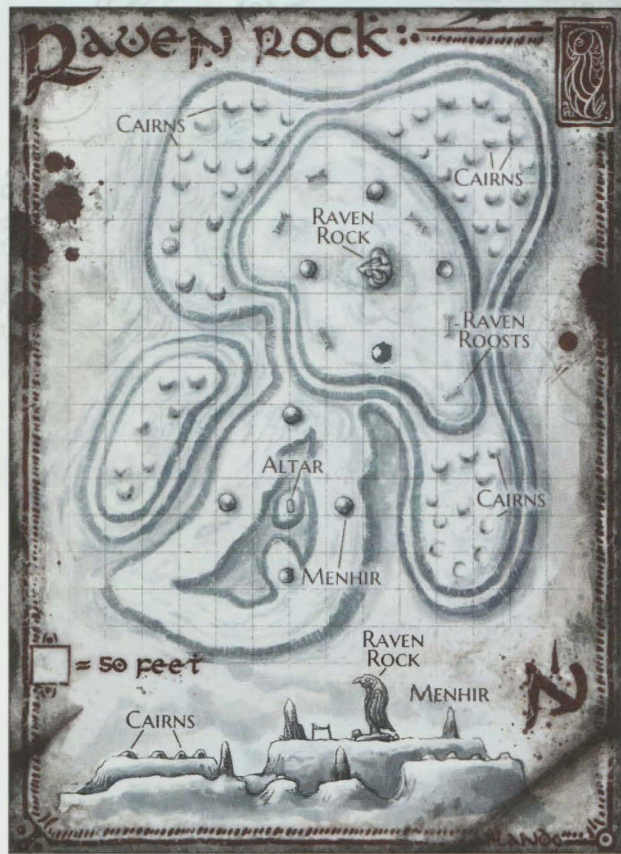 Raven Rock:
Cairns
Cairns
Raven
Rock
Raven
Roosts
Altar
Cairns
Menhir
= 50 feet
Raven
Rock
Menhir
N
Cairns